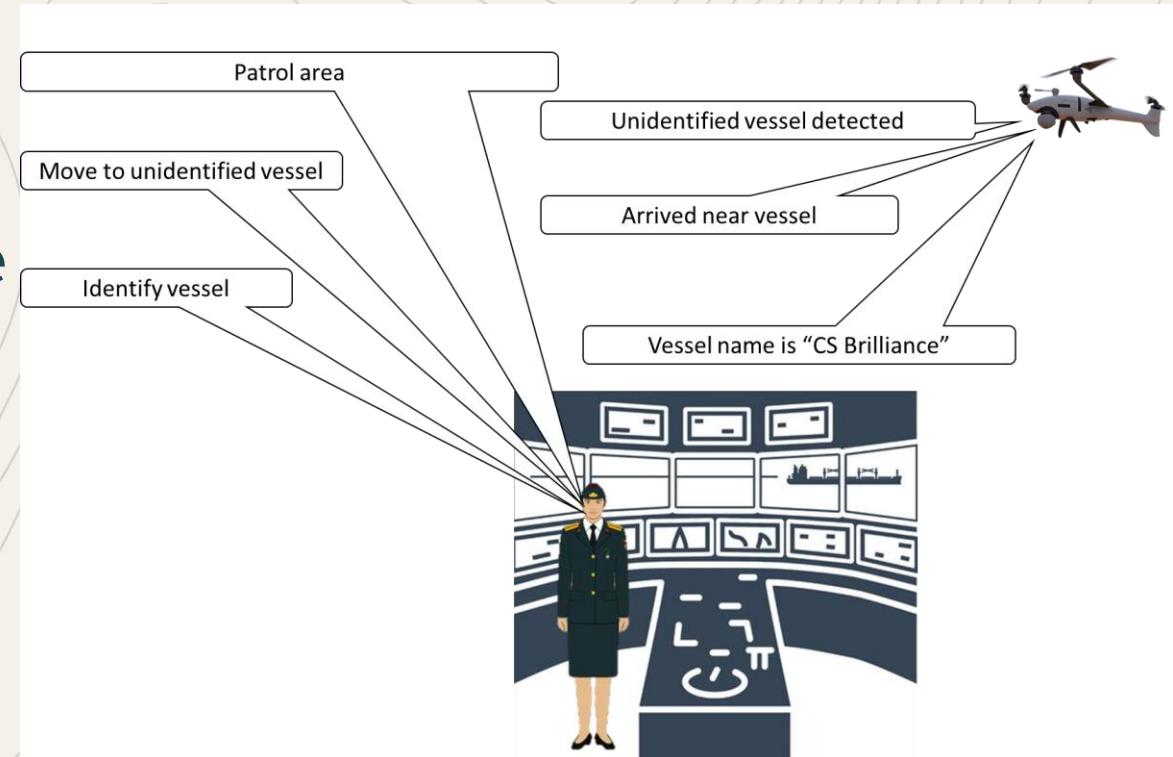 Patrol area
Unidentified vessel detected
Move to unidentified vessel
Arrived near vessel
e
Identify vessel
Vessel name is “CS Brilliance”